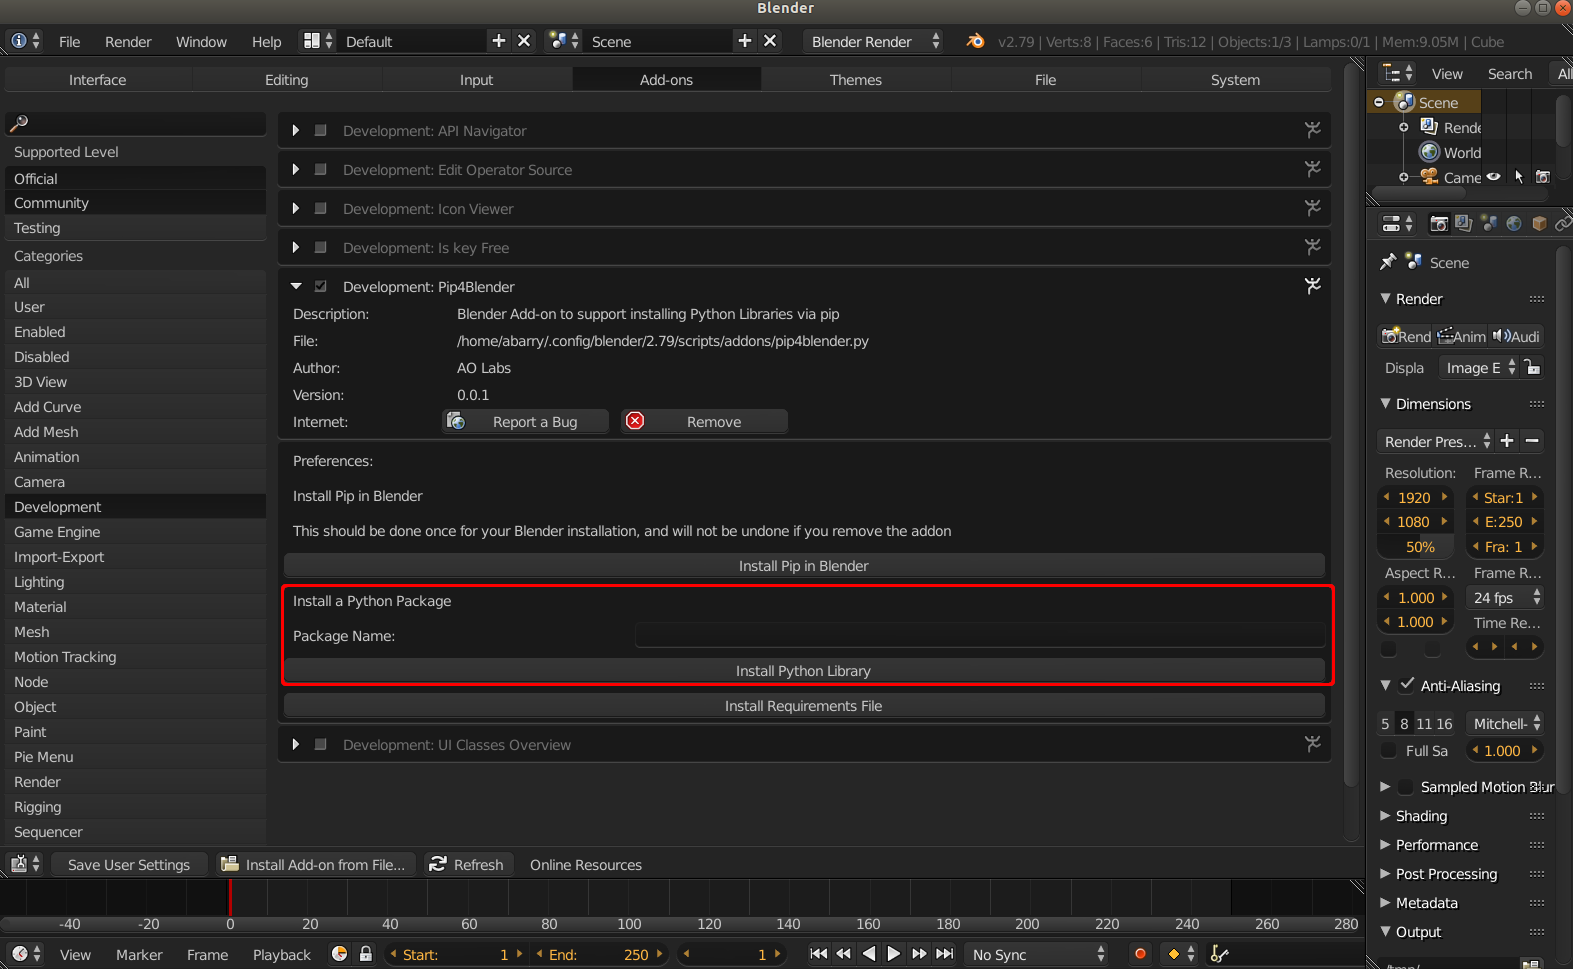 Blender
File Render Window Help Default Scene Blender Render v2.79 | Verts:8 | Faces:6 | Tris:12 | Objects:1/3 | Lamps:0/1 | Mem:9.05M | Cube
Interface Editing Input Add-ons Themes File System
Supported Level
Official
Community
Testing
Categories
All
User
Enabled
Disabled
3D View
Add Curve
Add Mesh
Animation
Camera
Development
Game Engine
Import-Export
Lighting
Material
Mesh
Motion Tracking
Node
Object
Paint
Pie Menu
Render
Rigging
Sequencer
Development: API Navigator
Development: Edit Operator Source
Development: Icon Viewer
Development: Is key Free
Development: Pip4Blender
Description: Blender Add-on to support installing Python Libraries via pip
File: /home/abarry/.config/blender/2.79/scripts/addons/pip4blender.py
Author: AO Labs
Version: 0.0.1
Internet: Report a Bug Remove
Preferences:
Install Pip in Blender
This should be done once for your Blender installation, and will not be undone if you remove the addon
Install Pip in Blender
Install a Python Package
Package Name:
Install Python Library
Install Requirements File
Development: UI Classes Overview
Save User Settings Install Add-on from File... Refresh Online Resources
-40 -20 0 20 40 60 80 100 120 140 160 180 200 220 240 260 280
View Marker Frame Playback Start: 1 End: 250 1 No Sync
View Search All
Scene
Rende
World
Came
Scene
Render
Rend Anim Audi
Displa Image E
Dimensions
Render Pres...
Resolution: Frame R...
1920 Star:1
1080 E:250
50% Fra: 1
Aspect R... Frame R...
1.000 24 fps
1.000 Time Re...
Anti-Aliasing
5 8 11 16 Mitchell-
Full Sa 1.000
Sampled Motion Blur
Shading
Performance
Post Processing
Metadata
Output
/tmp/